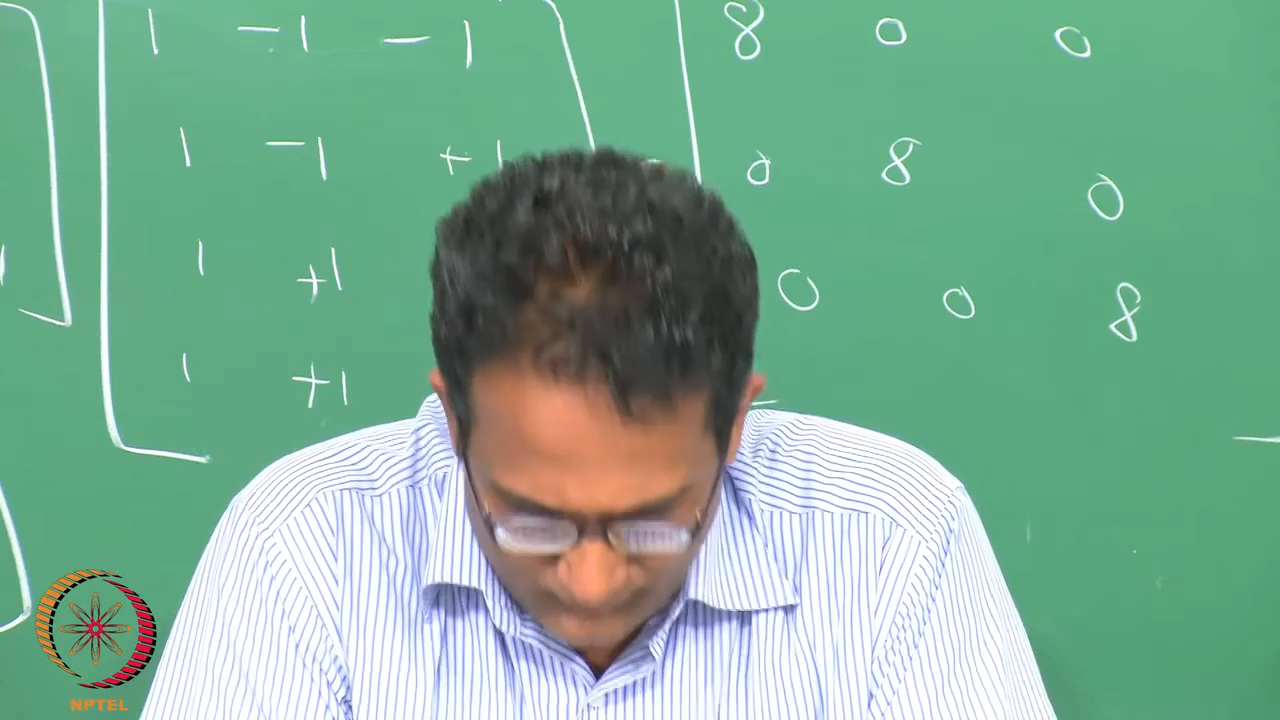 1 -1 -1 8 0 0
1 -1 +1 0 8 0
1 +1 0 0 8
1 +1
NPTEL